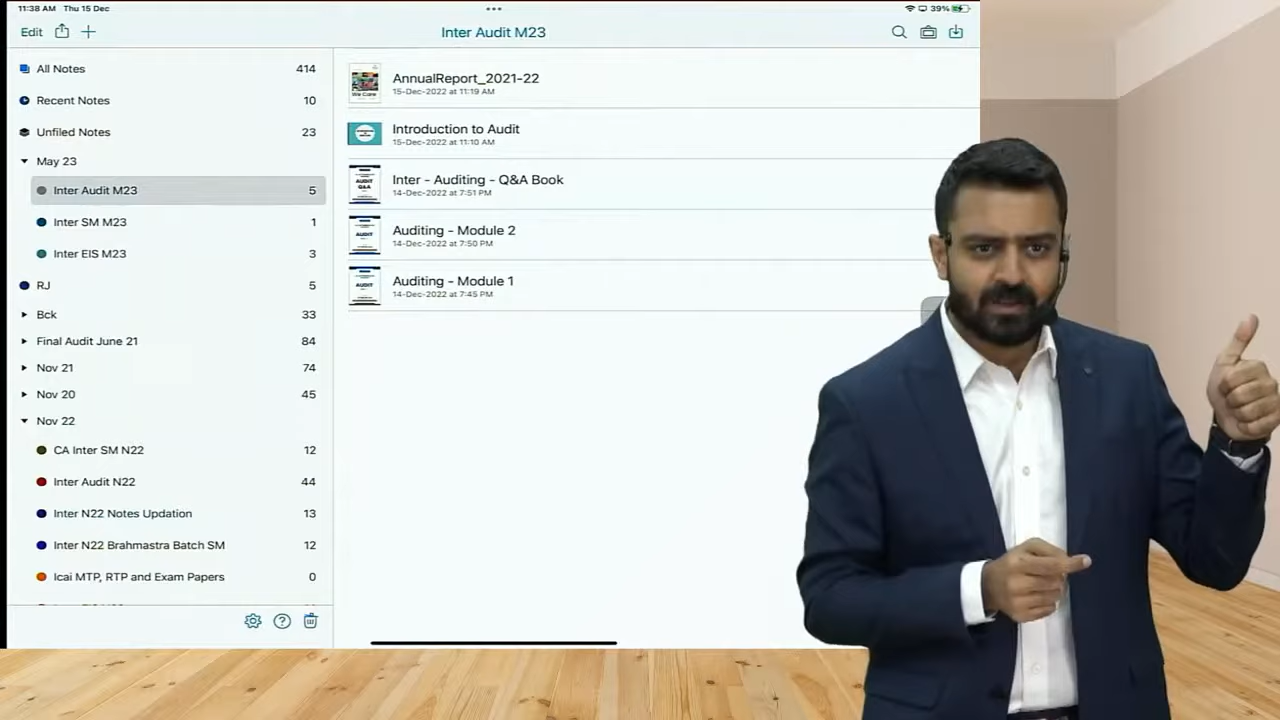 11:38 AM Thu 15 Dec
39%
Edit
Inter Audit M23
All Notes 414
Recent Notes 10
Unfiled Notes 23
May 23
Inter Audit M23 5
Inter SM M23 1
Inter EIS M23 3
RJ 5
Bck 33
Final Audit June 21 84
Nov 21 74
Nov 20 45
Nov 22
CA Inter SM N22 12
Inter Audit N22 44
Inter N22 Notes Updation 13
Inter N22 Brahmastra Batch SM 12
Icai MTP, RTP and Exam Papers 0
We Care
AnnualReport_2021-22
15-Dec-2022 at 11:19 AM
Introduction to Audit
15-Dec-2022 at 11:10 AM
AUDIT
Q&A
Inter - Auditing - Q&A Book
14-Dec-2022 at 7:51 PM
AUDIT
Auditing - Module 2
14-Dec-2022 at 7:50 PM
AUDIT
Auditing - Module 1
14-Dec-2022 at 7:45 PM